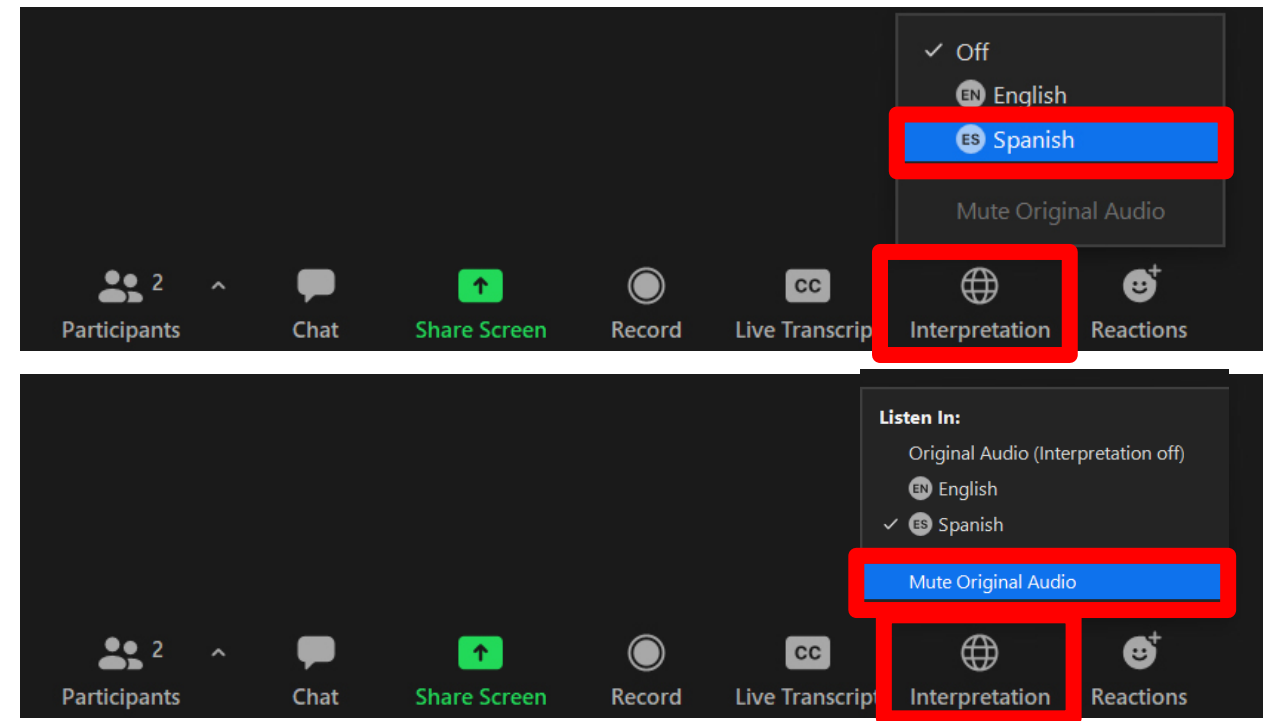 Off
EN English
ES Spanish
Mute Original Audio
2
Participants Chat Share Screen Record CC Live Transcrip Interpretation Reactions
Listen In:
Original Audio (Interpretation off)
EN English
ES Spanish
Mute Original Audio
2
Participants Chat Share Screen Record CC Live Transcript Interpretation Reactions